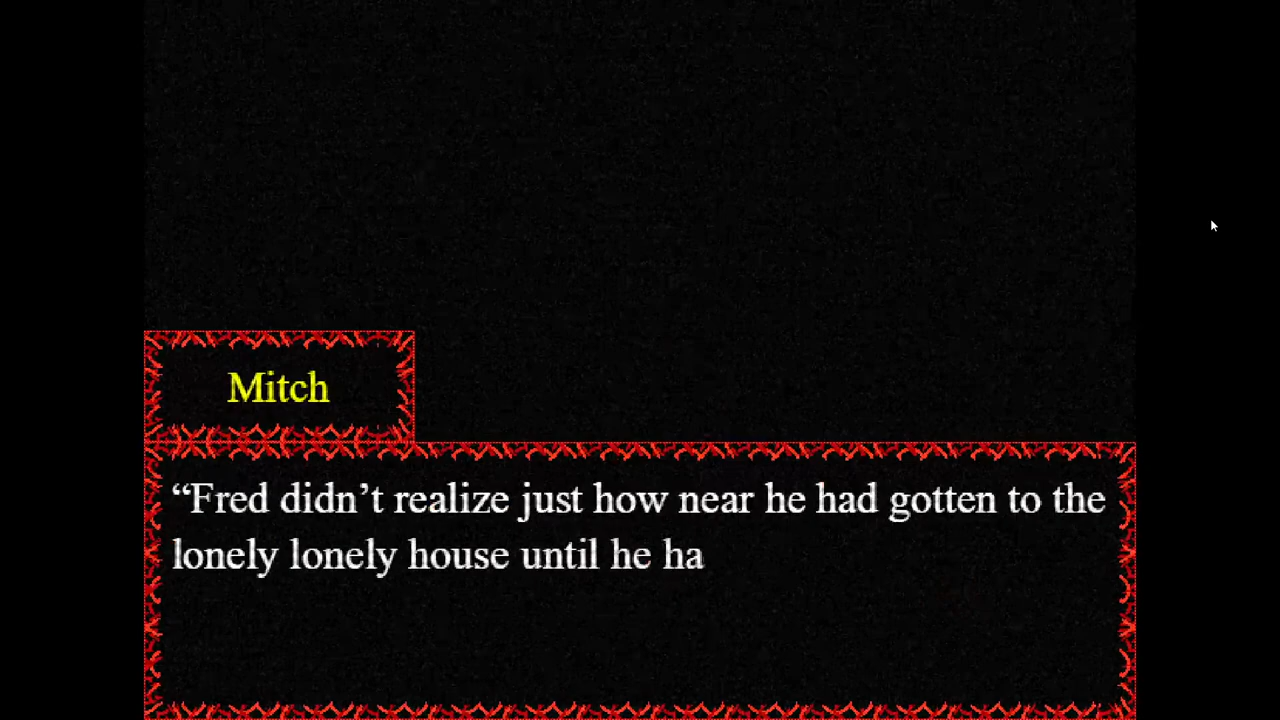 Mitch
“Fred didn’t realize just how near he had gotten to the
lonely lonely house until he ha